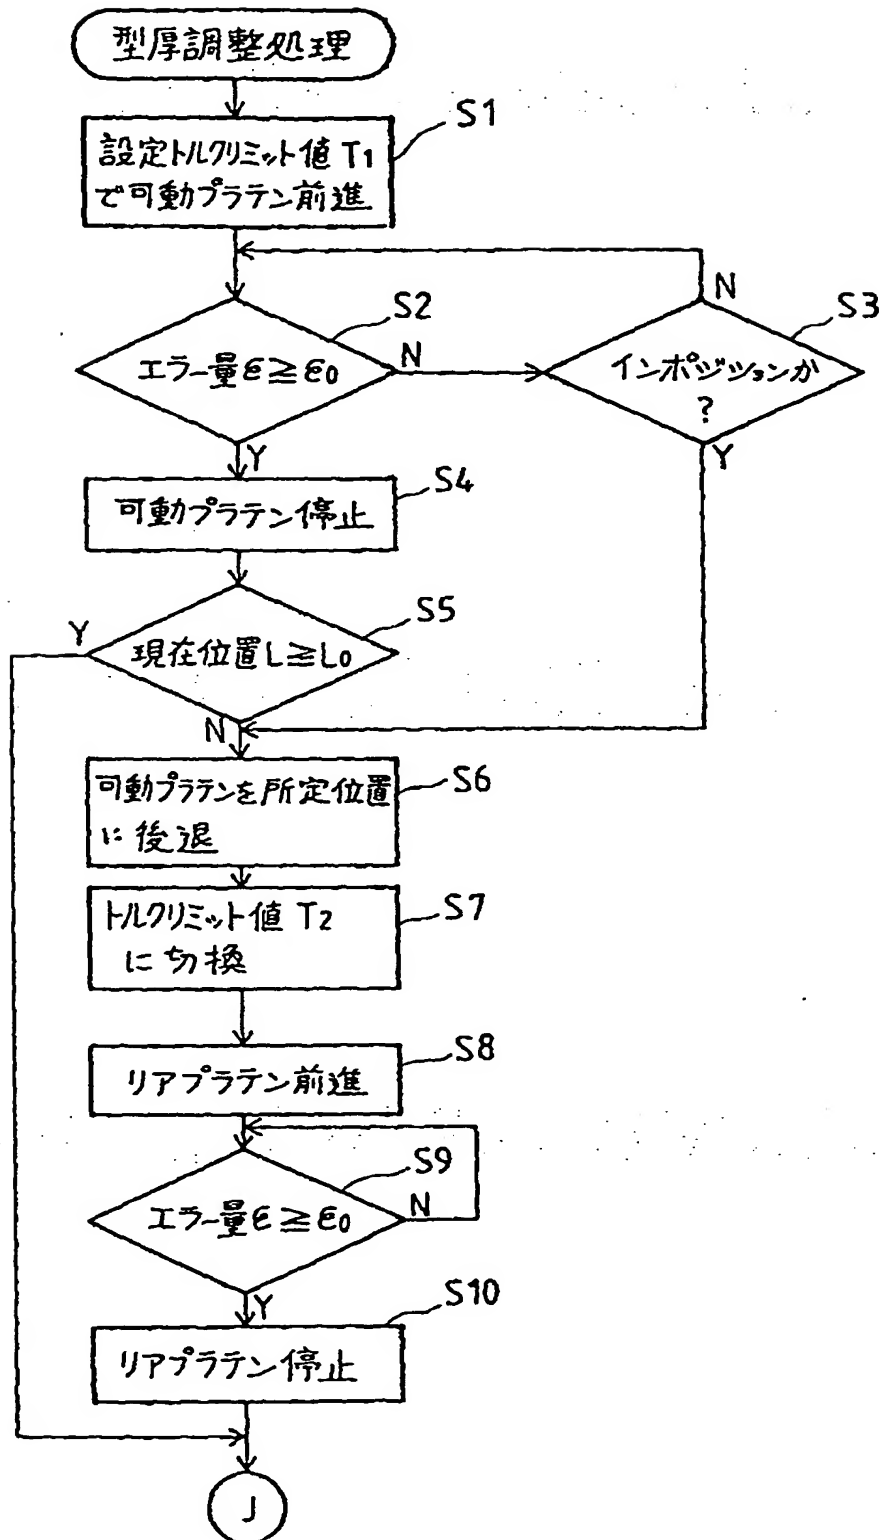 型厚調整処理
S1
設定トルクリミット値 T1
で可動プラテン前進
S2
エラー量ε≧ε0
N
Y
N
S3
インポジションか
?
Y
S4
可動プラテン停止
S5
Y
現在位置L≧L0
N
S6
可動プラテンを所定位置
に後退
S7
トルクリミット値 T2
に切換
S8
リアプラテン前進
S9
エラー量ε≧ε0
N
Y
S10
リアプラテン停止
J